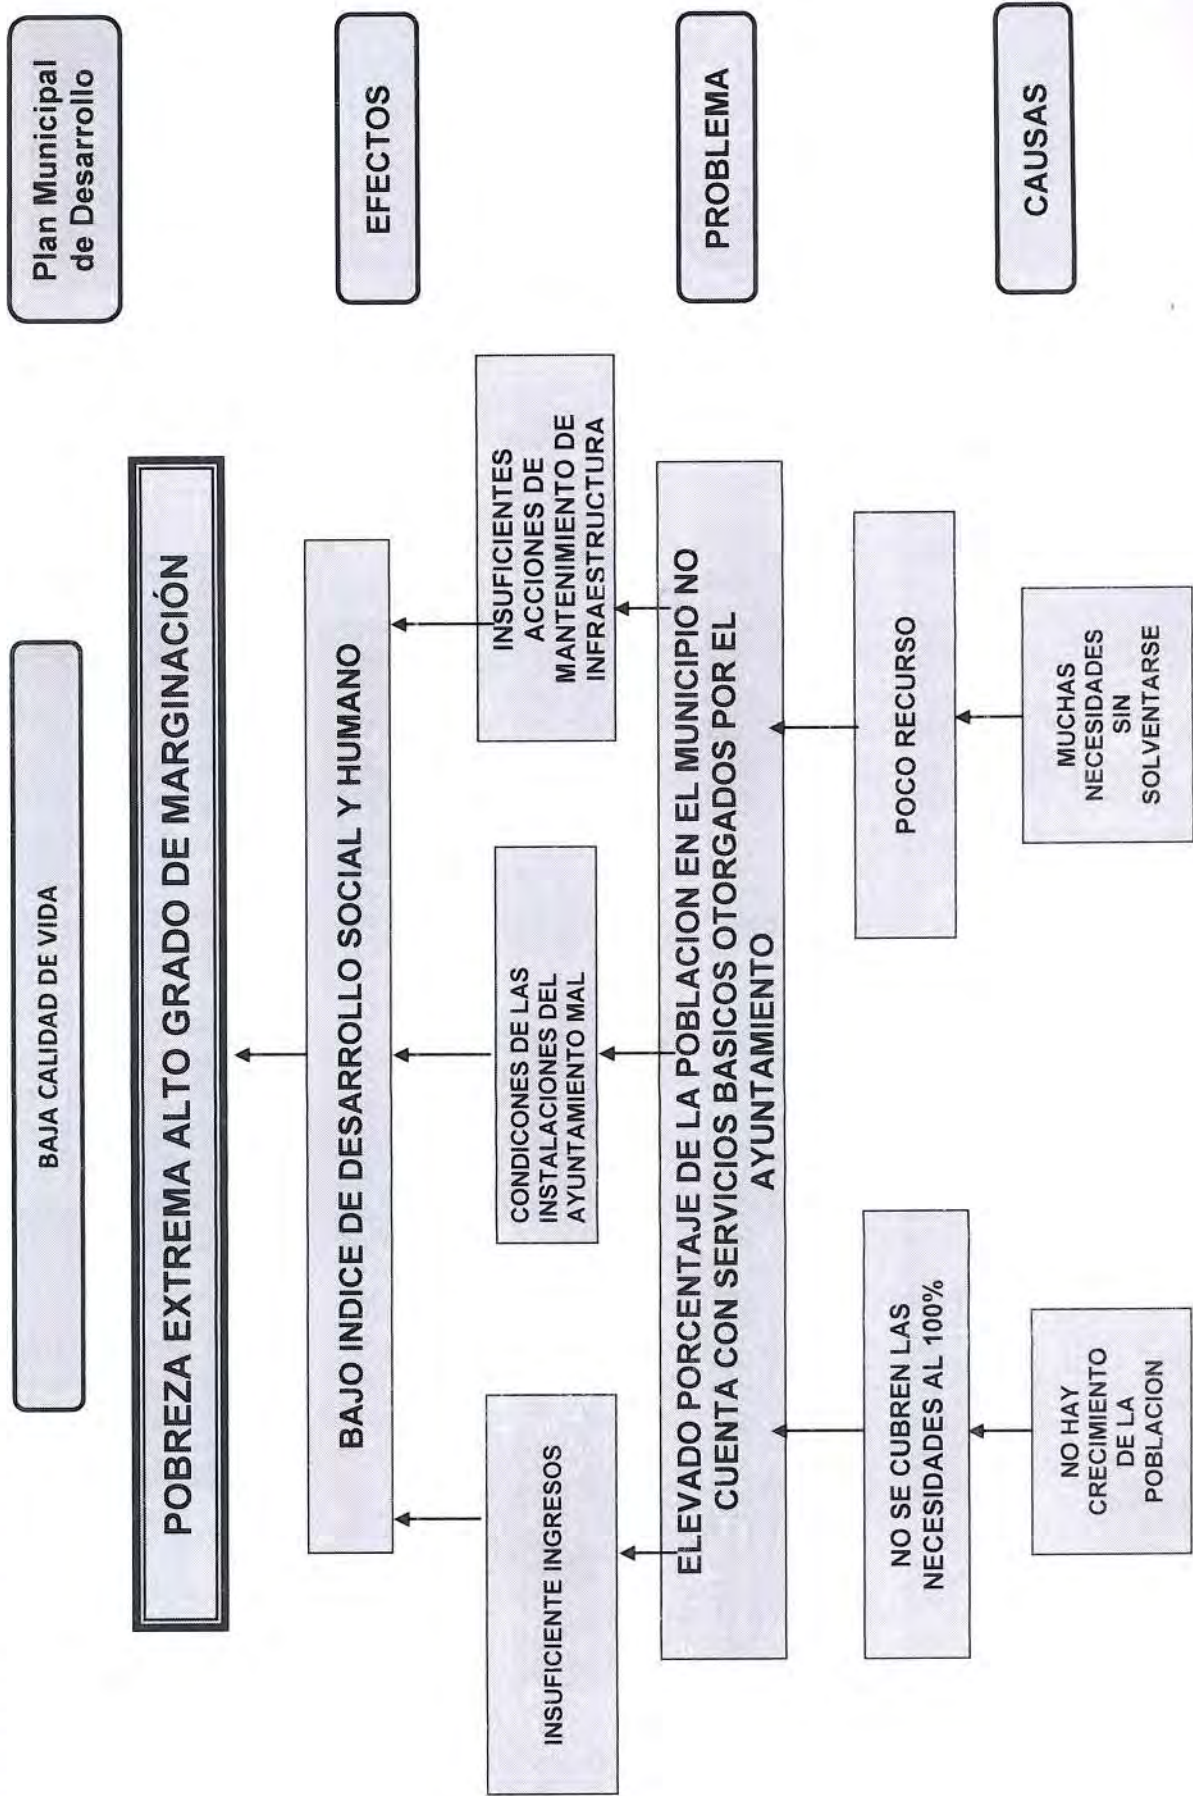 BAJA CALIDAD DE VIDA
Plan Municipal
de Desarrollo
POBREZA EXTREMA ALTO GRADO DE MARGINACIÓN
BAJO INDICE DE DESARROLLO SOCIAL Y HUMANO
EFECTOS
INSUFICIENTE INGRESOS
CONDICONES DE LAS
INSTALACIONES DEL
AYUNTAMIENTO MAL
INSUFICIENTES
ACCIONES DE
MANTENIMIENTO DE
INFRAESTRUCTURA
ELEVADO PORCENTAJE DE LA POBLACION EN EL MUNICIPIO NO
CUENTA CON SERVICIOS BASICOS OTORGADOS POR EL
AYUNTAMIENTO
PROBLEMA
NO SE CUBREN LAS
NECESIDADES AL 100%
POCO RECURSO
NO HAY
CRECIMIENTO
DE LA
POBLACION
MUCHAS
NECESIDADES
SIN
SOLVENTARSE
CAUSAS